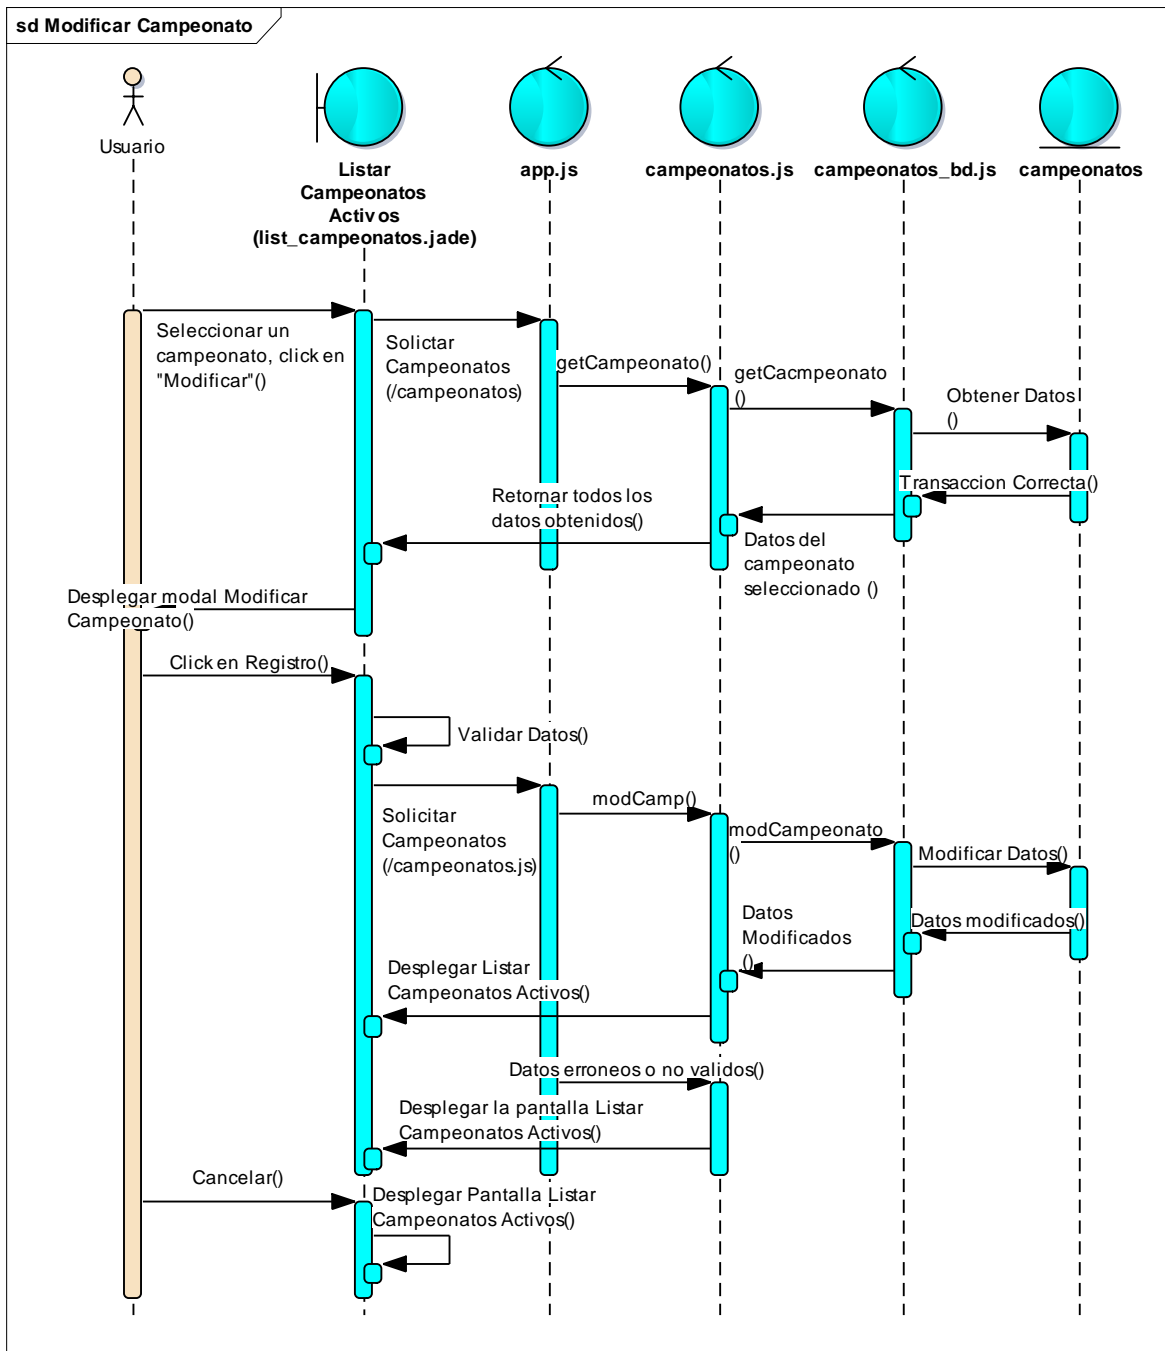 sd Modificar Campeonato
Usuario
Listar
Campeonatos
Activos
(list_campeonatos.jade)
app.js
campeonatos.js
campeonatos_bd.js
campeonatos
Seleccionar un
campeonato, click en
"Modificar"()
Solictar
Campeonatos
(/campeonatos)
getCampeonato()
getCacmpeonato
()
Obtener Datos
()
Transaccion Correcta()
Datos del
campeonato
seleccionado ()
Retornar todos los
datos obtenidos()
Desplegar modal Modificar
Campeonato()
Click en Registro()
Validar Datos()
Solicitar
Campeonatos
(/campeonatos.js)
modCamp()
modCampeonato
()
Modificar Datos()
Datos modificados()
Datos
Modificados
()
Desplegar Listar
Campeonatos Activos()
Datos erroneos o no validos()
Desplegar la pantalla Listar
Campeonatos Activos()
Cancelar()
Desplegar Pantalla Listar
Campeonatos Activos()